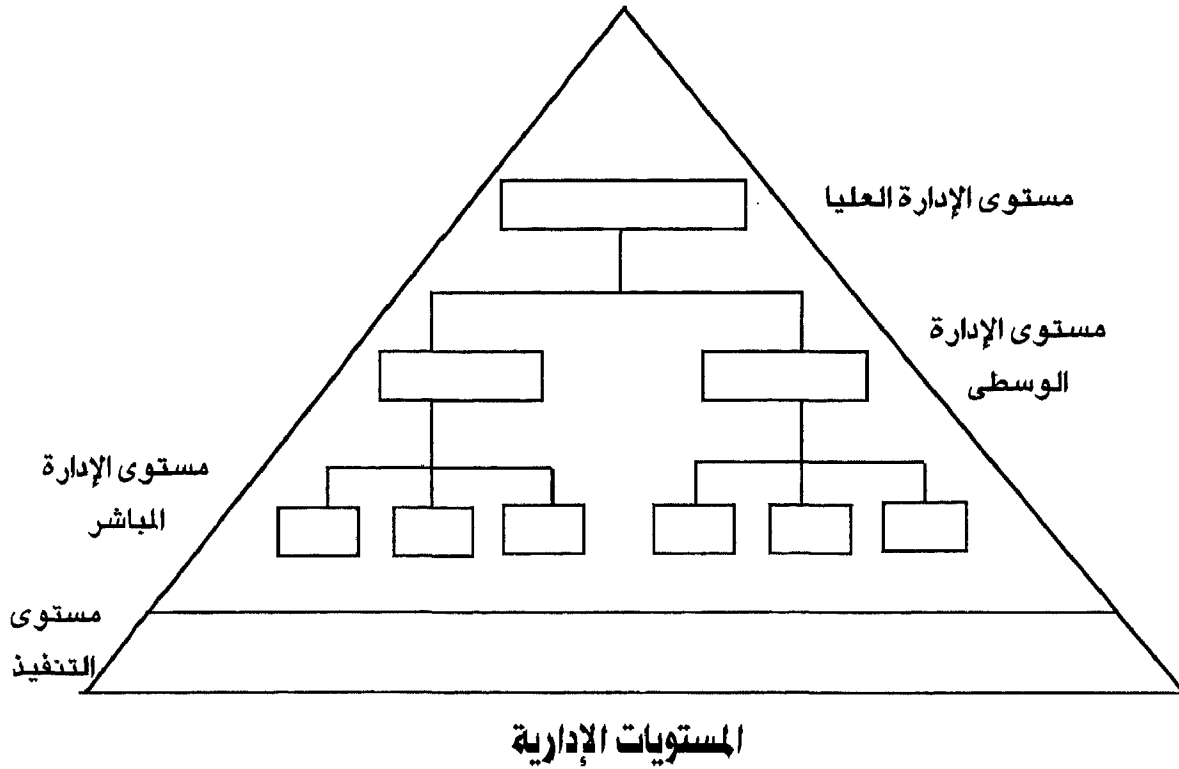 مستوى الإدارة العليا
مستوى الإدارة
الوسطى
مستوى الإدارة
المباشر
مستوى
التنفيذ
المستويات الإدارية